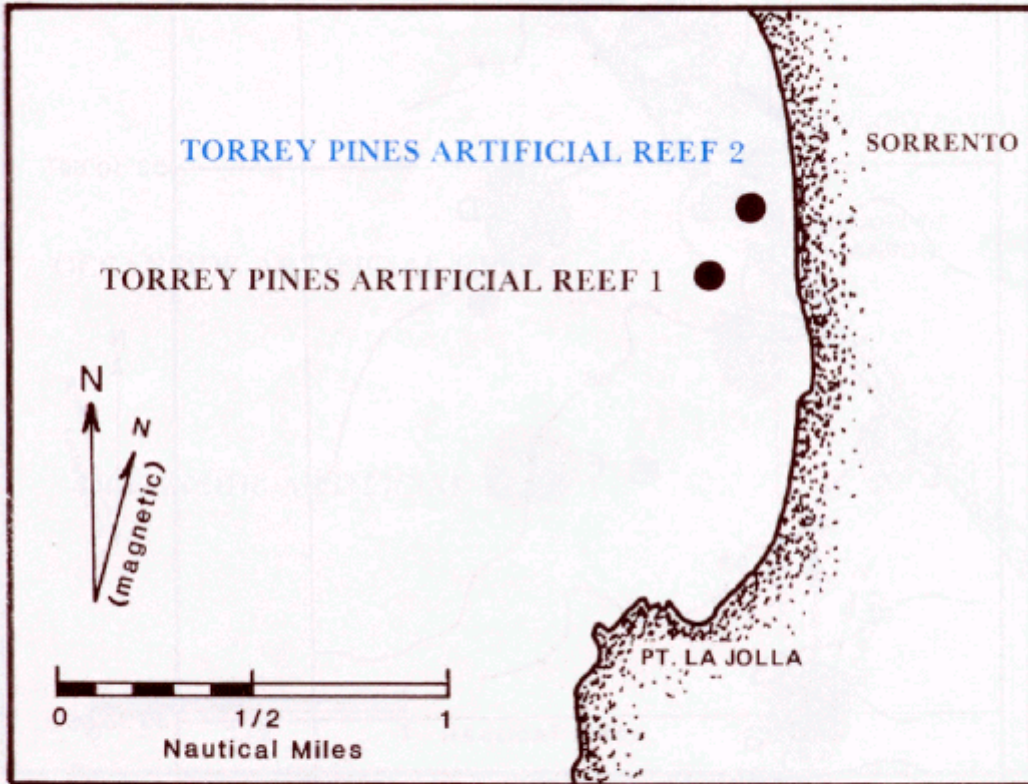 TORREY PINES ARTIFICIAL REEF 2
SORRENTO
TORREY PINES ARTIFICIAL REEF 1
N
N
(magnetic)
PT. LA JOLLA
0 1/2 1
Nautical Miles